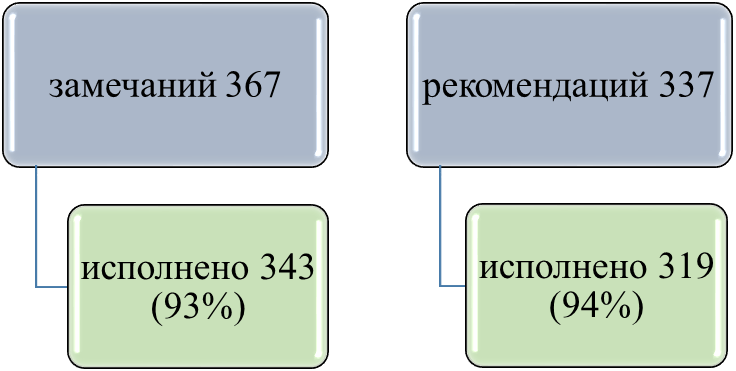 замечаний 367
исполнено 343
(93%)
рекомендаций 337
исполнено 319
(94%)